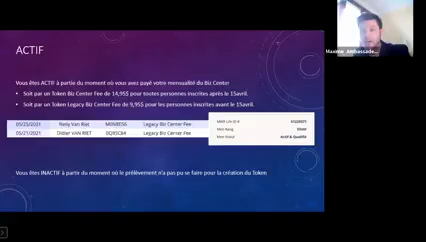 Maxime Ambassade...
ACTIF
Vous êtes ACTIF à partir du moment où vous avez payé votre mensualité du Biz Center
• Soit par un Token Biz Center Fee de 14,95$ pour toutes personnes inscrites après le 15avril.
• Soit par un Token Legacy Biz Center Fee de 9,95$ pour les personnes inscrites avant le 15avril.
05/25/2021 Nelly Van Riet Legacy Biz Center Fee
05/21/2021 Didier VAN RIET Legacy Biz Center Fee
Mon Rang
Mon Statut Actif & Qualifié
Vous êtes INACTIF à partir du moment où le prélèvement n'a pas pu se faire pour la création du Token